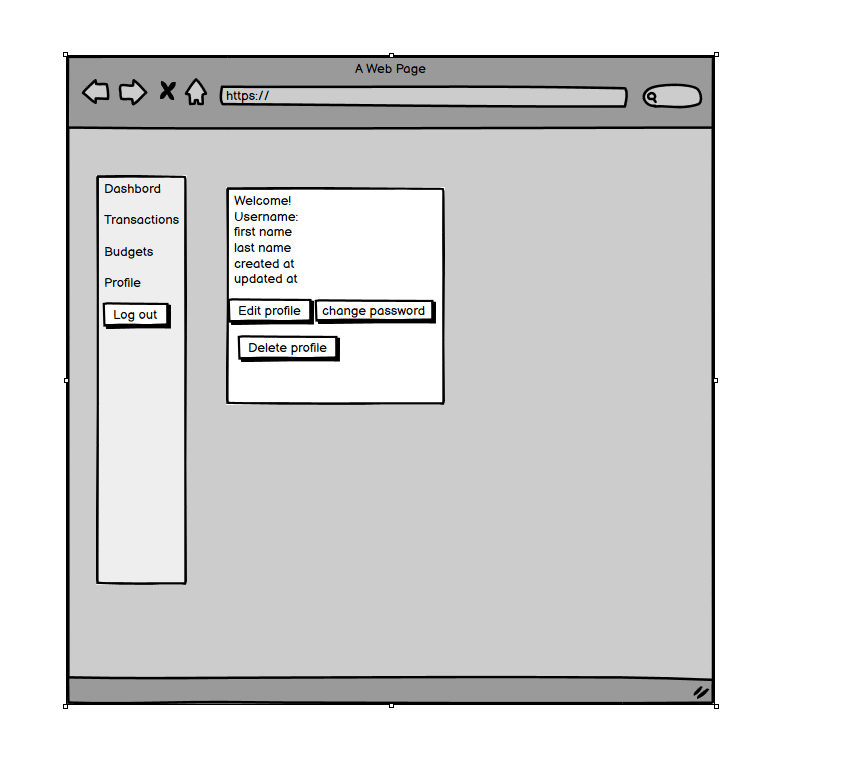 A Web Page
https://
Dashbord
Transactions
Budgets
Profile
Log out
Welcome!
Username:
first name
last name
created at
updated at
Edit profile
change password
Delete profile